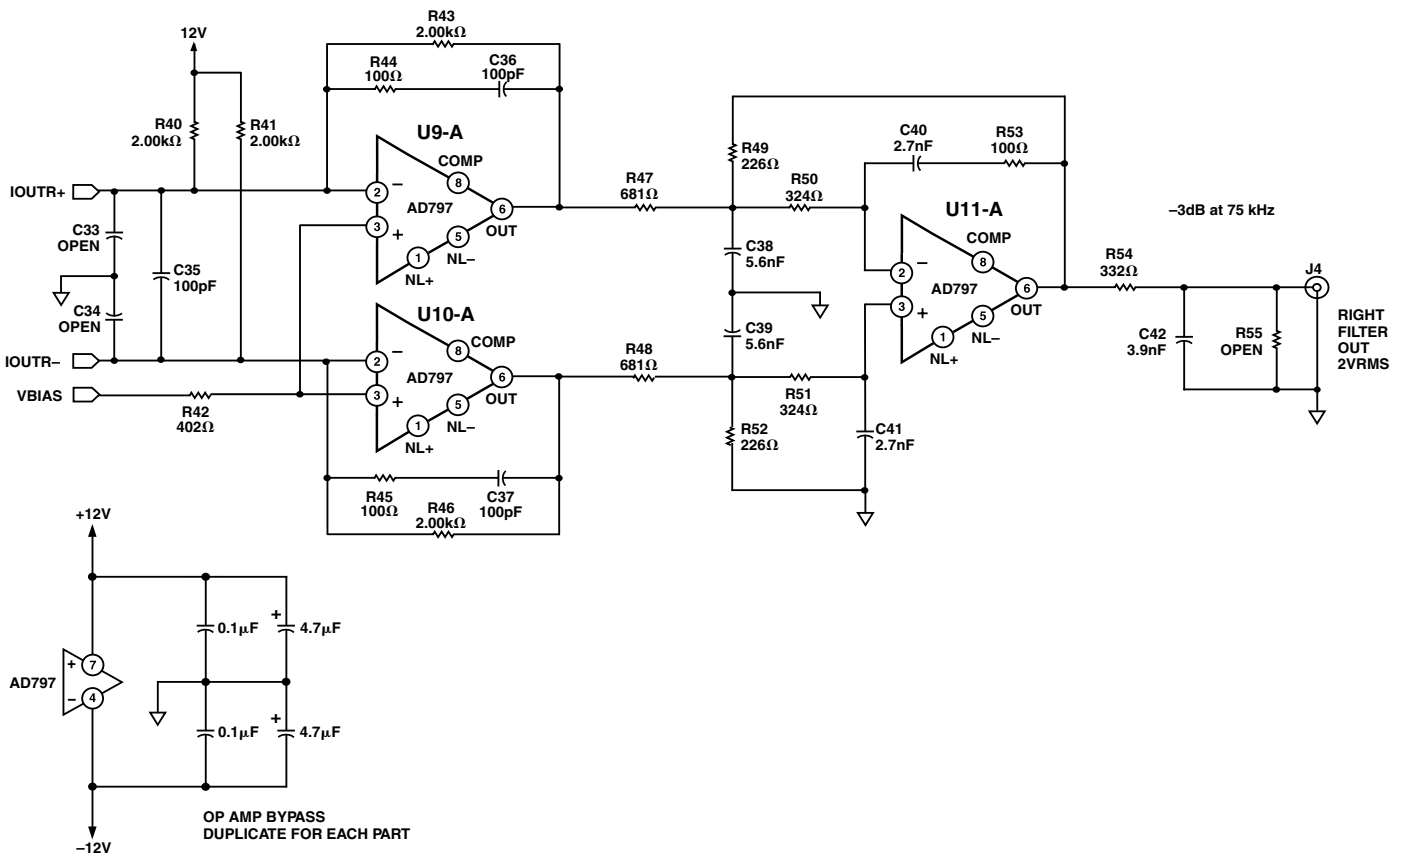 R43
2.00kΩ
12V
R44
100Ω
C36
100pF
R40
2.00kΩ
R41
2.00kΩ
U9-A
COMP
8
IOUTR+
2
–
AD797
6
OUT
3
+
5
NL–
1
NL+
C33
OPEN
C35
100pF
C34
OPEN
U10-A
COMP
8
IOUTR–
2
–
AD797
6
OUT
VBIAS
3
+
5
NL–
1
NL+
R42
402Ω
R45
100Ω
C37
100pF
R46
2.00kΩ
R47
681Ω
R49
226Ω
R50
324Ω
C40
2.7nF
R53
100Ω
C38
5.6nF
C39
5.6nF
R48
681Ω
R51
324Ω
R52
226Ω
C41
2.7nF
U11-A
COMP
8
2
–
AD797
6
OUT
3
+
5
NL–
1
NL+
–3dB at 75 kHz
R54
332Ω
J4
C42
3.9nF
R55
OPEN
RIGHT
FILTER
OUT
2VRMS
+12V
0.1µF
+
4.7µF
AD797
+
7
–
4
0.1µF
+
4.7µF
–12V
OP AMP BYPASS
DUPLICATE FOR EACH PART